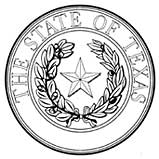 THE STATE OF TEXAS